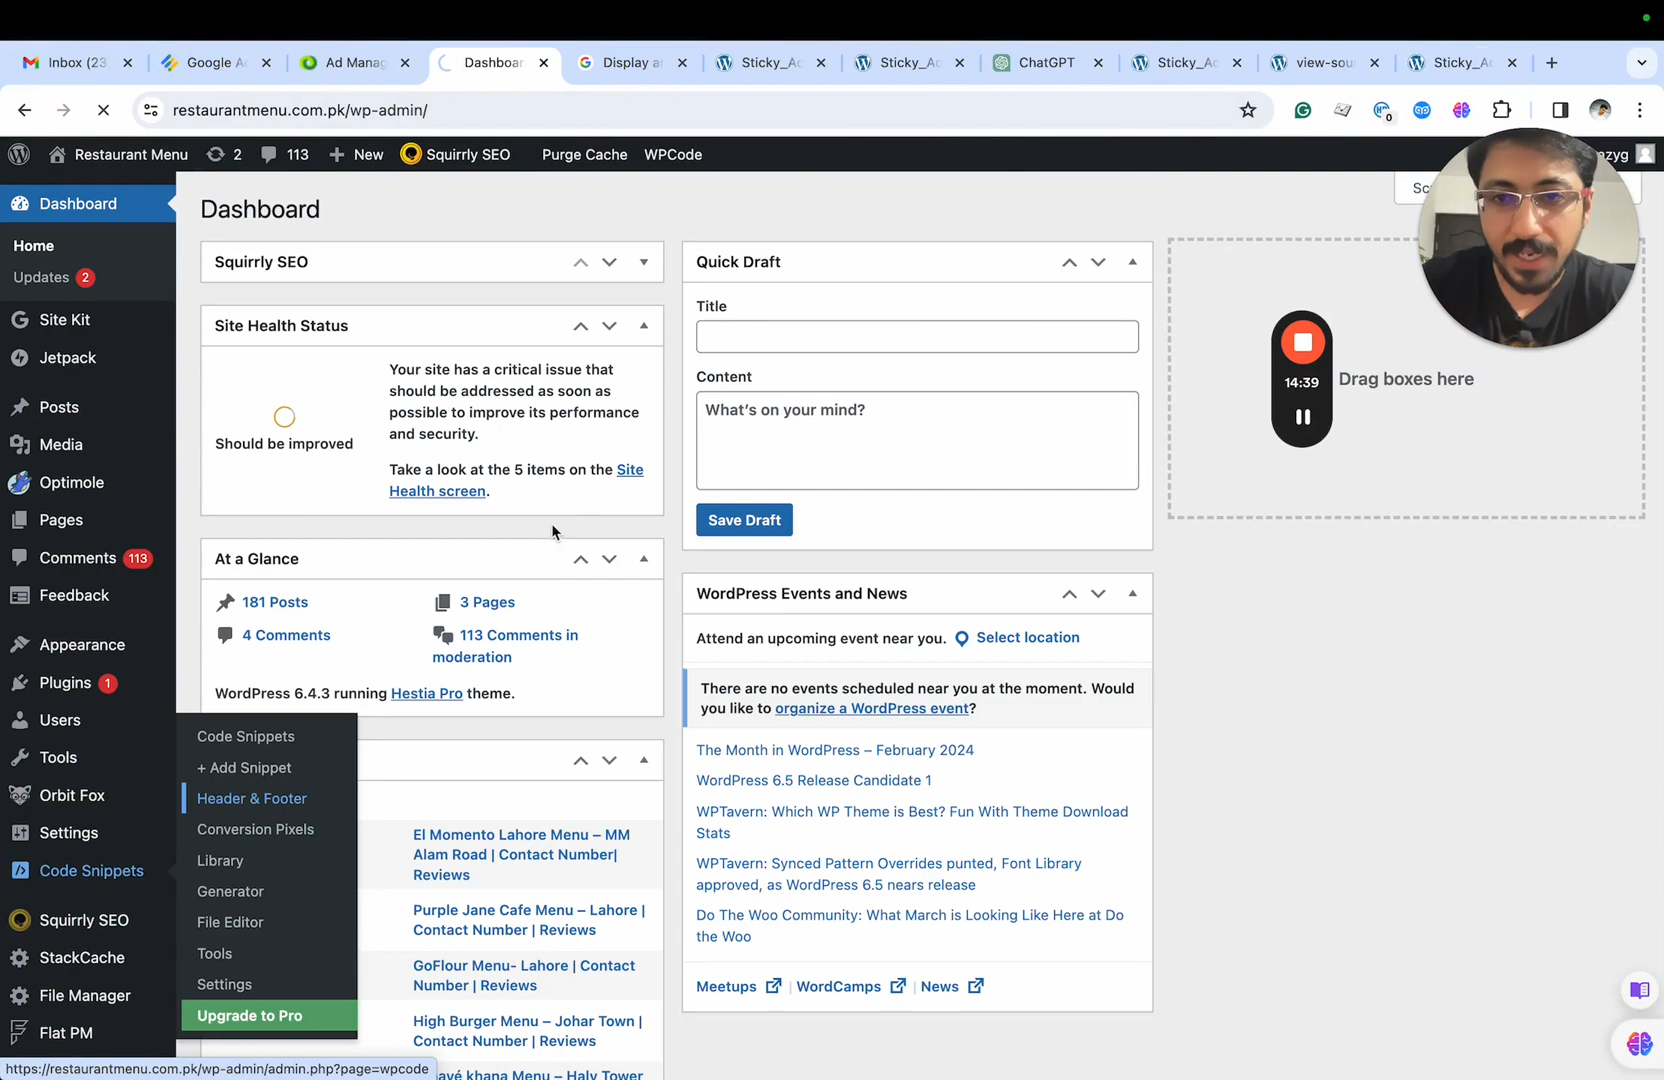 Inbox (23
Google A
Ad Manag
Dashboar
Display a
Sticky_Ad
Sticky_Ad
ChatGPT
Sticky_Ad
view-sou
Sticky_Ad
restaurantmenu.com.pk/wp-admin/
0
Restaurant Menu
2
113
New
Squirrly SEO
Purge Cache
WPCode
azyg
Dashboard
Home
Updates 2
Site Kit
Jetpack
Posts
Media
Optimole
Pages
Comments 113
Feedback
Appearance
Plugins 1
Users
Tools
Orbit Fox
Settings
Code Snippets
Squirrly SEO
StackCache
File Manager
Flat PM
Code Snippets
+ Add Snippet
Header & Footer
Conversion Pixels
Library
Generator
File Editor
Tools
Settings
Upgrade to Pro
https://restaurantmenu.com.pk/wp-admin/admin.php?page=wpcode
Dashboard
Squirrly SEO
Site Health Status
Should be improved
Your site has a critical issue that
should be addressed as soon as
possible to improve its performance
and security.
Take a look at the 5 items on the Site
Health screen.
At a Glance
181 Posts
3 Pages
4 Comments
113 Comments in
moderation
WordPress 6.4.3 running Hestia Pro theme.
El Momento Lahore Menu – MM
Alam Road | Contact Number|
Reviews
Purple Jane Cafe Menu – Lahore |
Contact Number | Reviews
GoFlour Menu- Lahore | Contact
Number | Reviews
High Burger Menu – Johar Town |
Contact Number | Reviews
khana Menu – Haly Tower
Quick Draft
Title
Content
What's on your mind?
Save Draft
WordPress Events and News
Attend an upcoming event near you.
Select location
There are no events scheduled near you at the moment. Would
you like to organize a WordPress event?
The Month in WordPress – February 2024
WordPress 6.5 Release Candidate 1
WPTavern: Which WP Theme is Best? Fun With Theme Download
Stats
WPTavern: Synced Pattern Overrides punted, Font Library
approved, as WordPress 6.5 nears release
Do The Woo Community: What March is Looking Like Here at Do
the Woo
Meetups | WordCamps | News
Sc
14:39
Drag boxes here